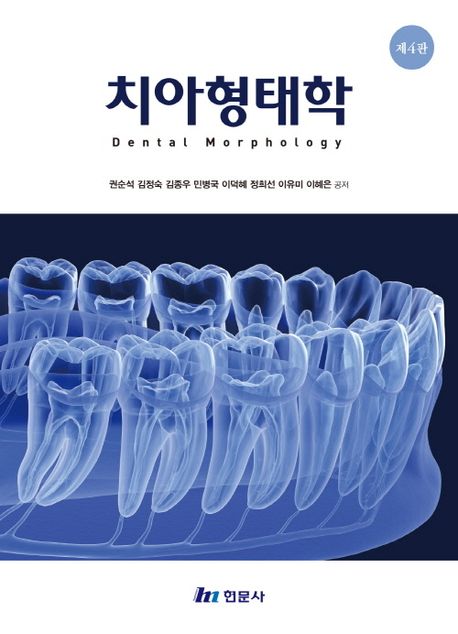 제4판
치아형태학
Dental Morphology
권순석 김정숙 김종우 민병국 이덕혜 정희선 이유미 이혜은 공저
hm 현문사